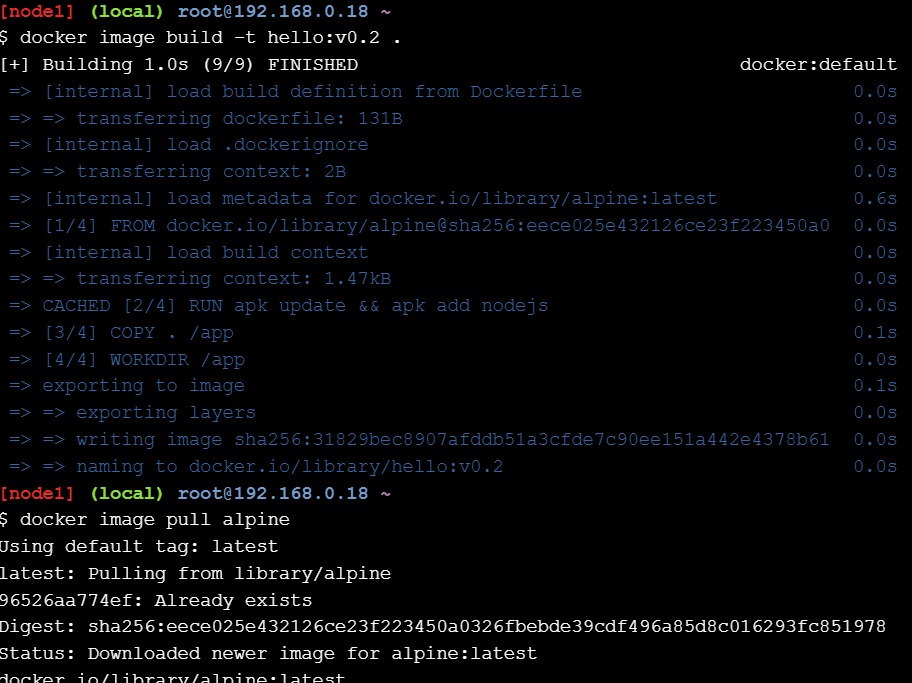 [node1] (local) root@192.168.0.18 ~
$ docker image build -t hello:v0.2 .
[+] Building 1.0s (9/9) FINISHED docker:default
=> [internal] load build definition from Dockerfile 0.0s
=> => transferring dockerfile: 131B 0.0s
=> [internal] load .dockerignore 0.0s
=> => transferring context: 2B 0.0s
=> [internal] load metadata for docker.io/library/alpine:latest 0.6s
=> [1/4] FROM docker.io/library/alpine@sha256:eece025e432126ce23f223450a0 0.0s
=> [internal] load build context 0.0s
=> => transferring context: 1.47kB 0.0s
=> CACHED [2/4] RUN apk update && apk add nodejs 0.0s
=> [3/4] COPY . /app 0.1s
=> [4/4] WORKDIR /app 0.0s
=> exporting to image 0.1s
=> => exporting layers 0.0s
=> => writing image sha256:31829bec8907afddb51a3cfde7c90ee151a442e4378b61 0.0s
=> => naming to docker.io/library/hello:v0.2 0.0s
[node1] (local) root@192.168.0.18 ~
$ docker image pull alpine
Using default tag: latest
latest: Pulling from library/alpine
96526aa774ef: Already exists
Digest: sha256:eece025e432126ce23f223450a0326fbebde39cdf496a85d8c016293fc851978
Status: Downloaded newer image for alpine:latest
docker.io/library/alpine:latest